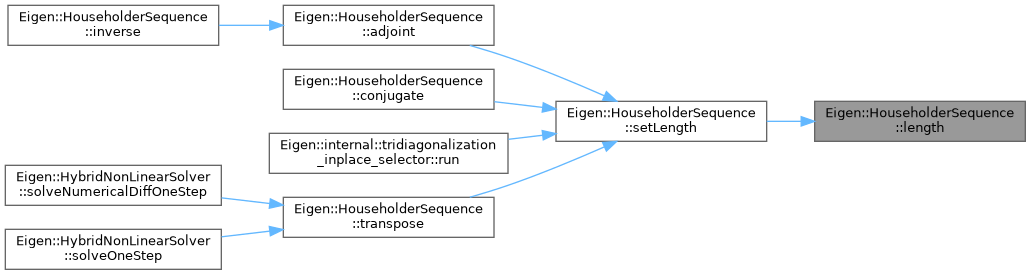 Eigen::HouseholderSequence
::inverse
Eigen::HouseholderSequence
::adjoint
Eigen::HouseholderSequence
::conjugate
Eigen::HouseholderSequence
::setLength
Eigen::HouseholderSequence
::length
Eigen::internal::tridiagonalization
_inplace_selector::run
Eigen::HybridNonLinearSolver
::solveNumericalDiffOneStep
Eigen::HouseholderSequence
::transpose
Eigen::HybridNonLinearSolver
::solveOneStep